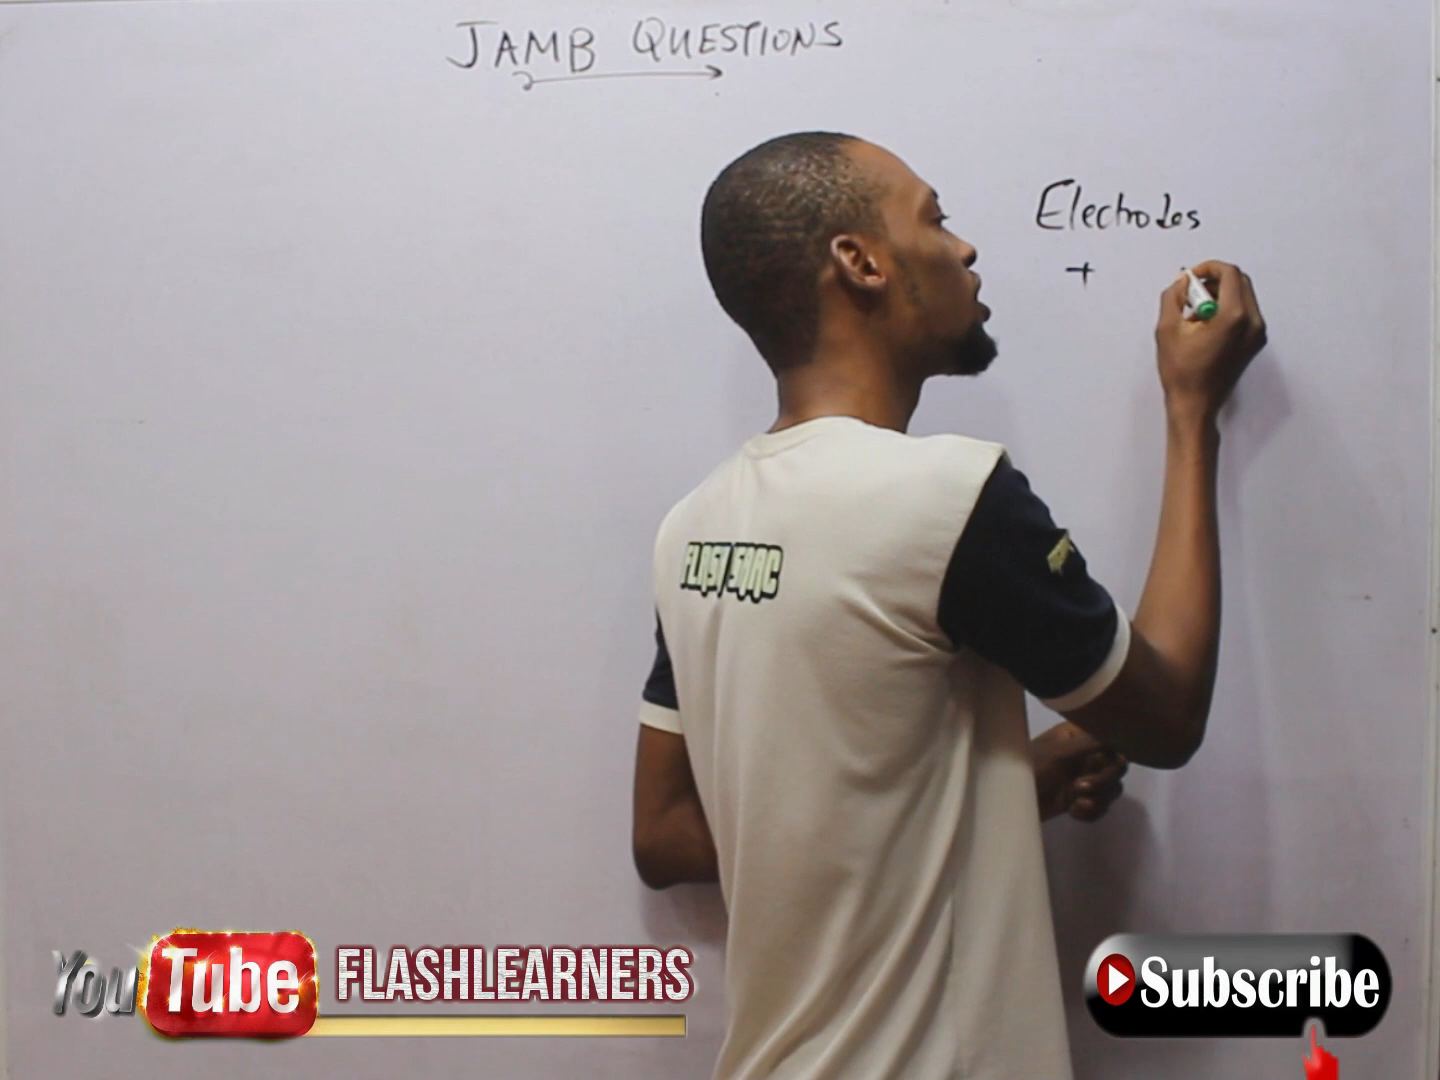 JAMB QUESTIONS
Electrodes
+
YouTube FLASHLEARNERS
Subscribe